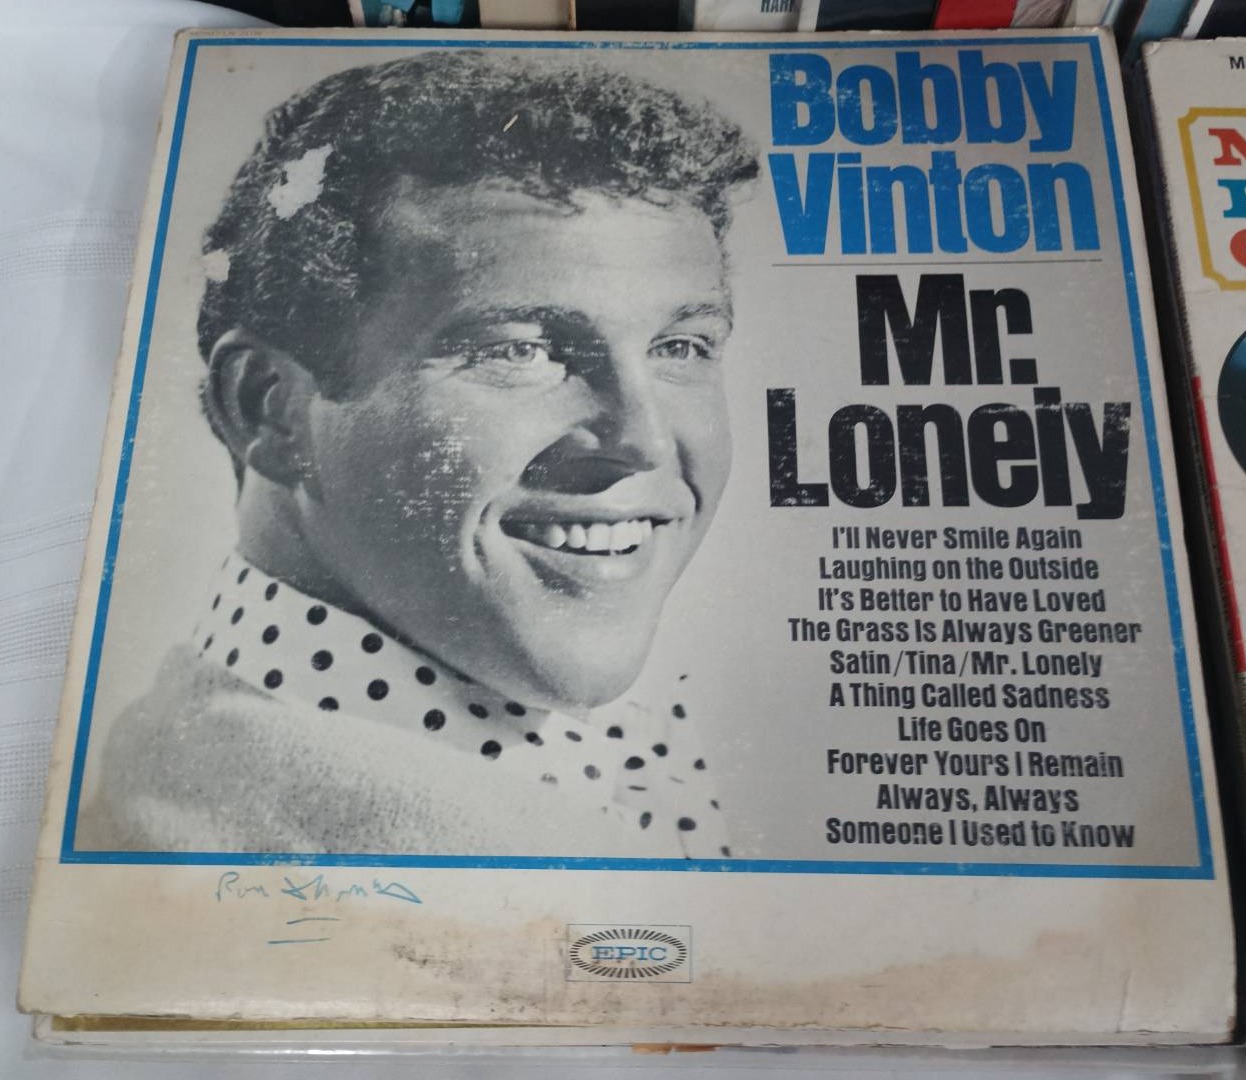 Bobby
Vinton
Mr.
Lonely
I'll Never Smile Again
Laughing on the Outside
It's Better to Have Loved
The Grass Is Always Greener
Satin/Tina/Mr. Lonely
A Thing Called Sadness
Life Goes On
Forever Yours I Remain
Always, Always
Someone I Used to Know
EPIC